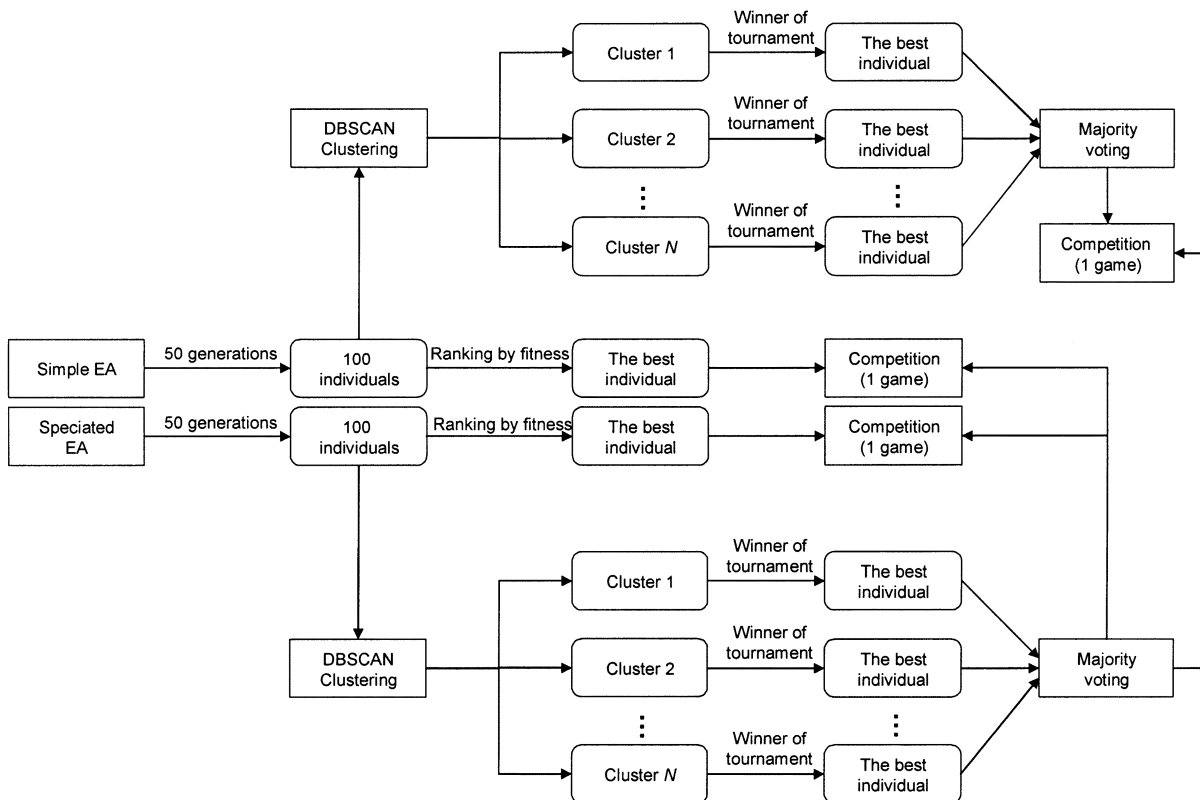 Winner of
tournament
Cluster 1
The best
individual
DBSCAN
Clustering
Winner of
tournament
Cluster 2
The best
individual
Majority
voting
Winner of
tournament
Cluster N
The best
individual
Competition
(1 game)
Simple EA
50 generations
100
individuals
Ranking by fitness
The best
individual
Competition
(1 game)
Speciated
EA
50 generations
100
individuals
Ranking by fitness
The best
individual
Competition
(1 game)
Winner of
tournament
Cluster 1
The best
individual
DBSCAN
Clustering
Winner of
tournament
Cluster 2
The best
individual
Majority
voting
Winner of
tournament
Cluster N
The best
individual